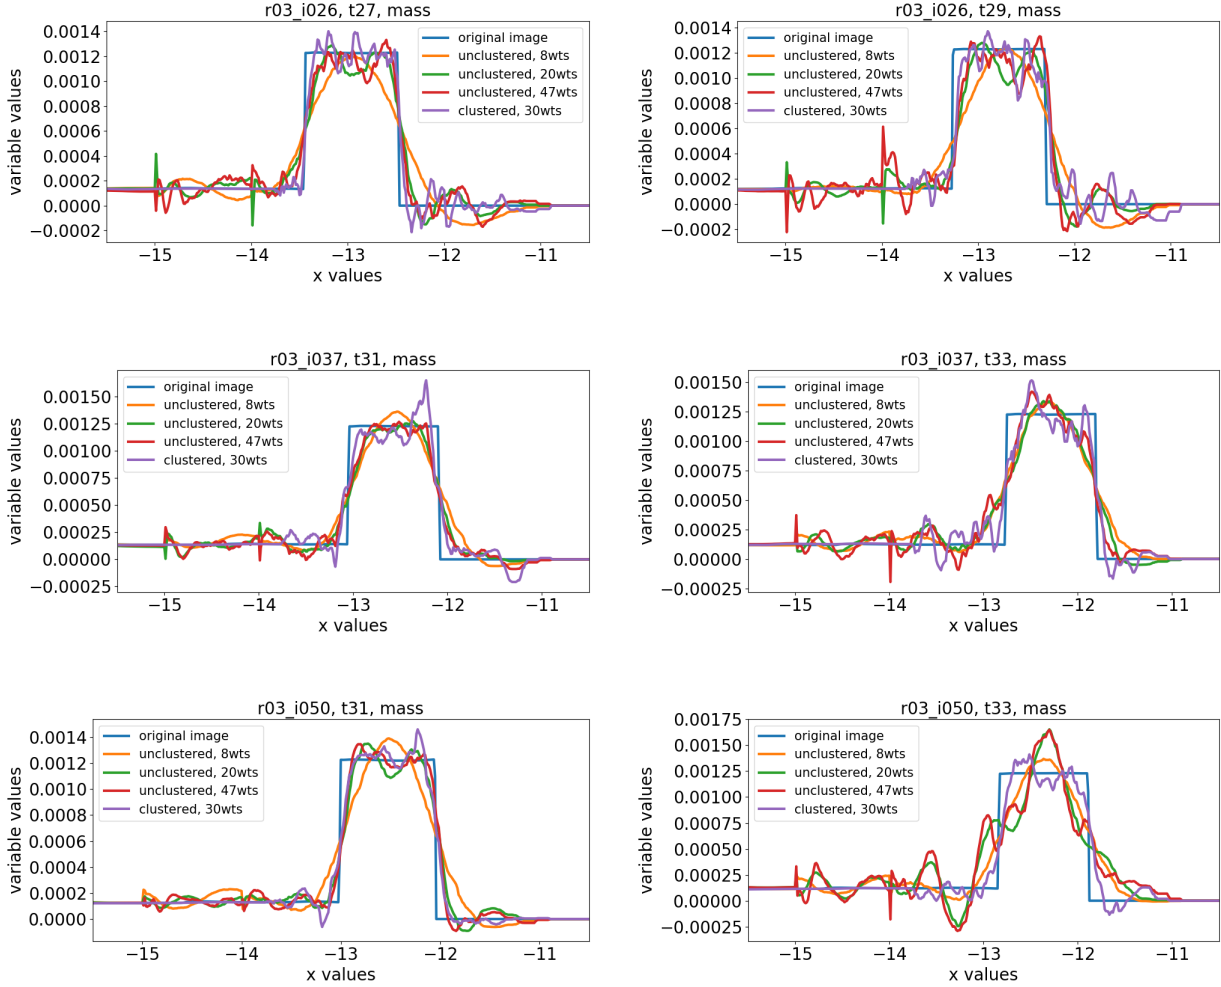 r03_i026, t27, mass
0.0014
0.0012
0.0010
0.0008
0.0006
0.0004
0.0002
0.0000
−0.0002
variable values
original image
unclustered, 8wts
unclustered, 20wts
unclustered, 47wts
clustered, 30wts
−15
−14
−13
−12
−11
x values
r03_i026, t29, mass
0.0014
0.0012
0.0010
0.0008
0.0006
0.0004
0.0002
0.0000
−0.0002
variable values
original image
unclustered, 8wts
unclustered, 20wts
unclustered, 47wts
clustered, 30wts
−15
−14
−13
−12
−11
x values
r03_i037, t31, mass
0.00150
0.00125
0.00100
0.00075
0.00050
0.00025
0.00000
−0.00025
variable values
original image
unclustered, 8wts
unclustered, 20wts
unclustered, 47wts
clustered, 30wts
−15
−14
−13
−12
−11
x values
r03_i037, t33, mass
0.00150
0.00125
0.00100
0.00075
0.00050
0.00025
0.00000
−0.00025
variable values
original image
unclustered, 8wts
unclustered, 20wts
unclustered, 47wts
clustered, 30wts
−15
−14
−13
−12
−11
x values
r03_i050, t31, mass
0.0014
0.0012
0.0010
0.0008
0.0006
0.0004
0.0002
0.0000
variable values
original image
unclustered, 8wts
unclustered, 20wts
unclustered, 47wts
clustered, 30wts
−15
−14
−13
−12
−11
x values
r03_i050, t33, mass
0.00175
0.00150
0.00125
0.00100
0.00075
0.00050
0.00025
0.00000
−0.00025
variable values
original image
unclustered, 8wts
unclustered, 20wts
unclustered, 47wts
clustered, 30wts
−15
−14
−13
−12
−11
x values